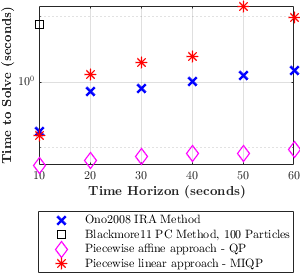 Time to Solve (seconds)
10^0
10 20 30 40 50 60
Time Horizon (seconds)
Ono2008 IRA Method
Blackmore11 PC Method, 100 Particles
Piecewise affine approach - QP
Piecewise linear approach - MIQP